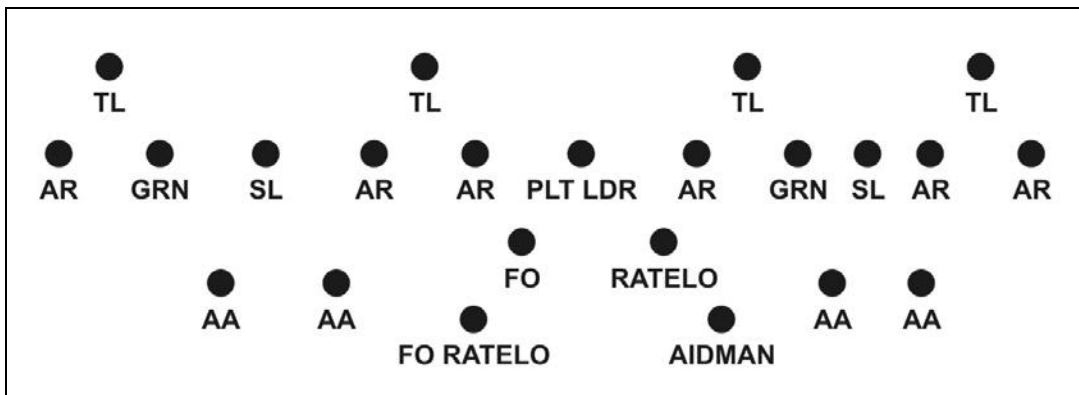 TL TL TL TL
AR GRN SL AR AR PLT LDR AR GRN SL AR AR
FO RATELO
AA AA AA AA
FO RATELO AIDMAN